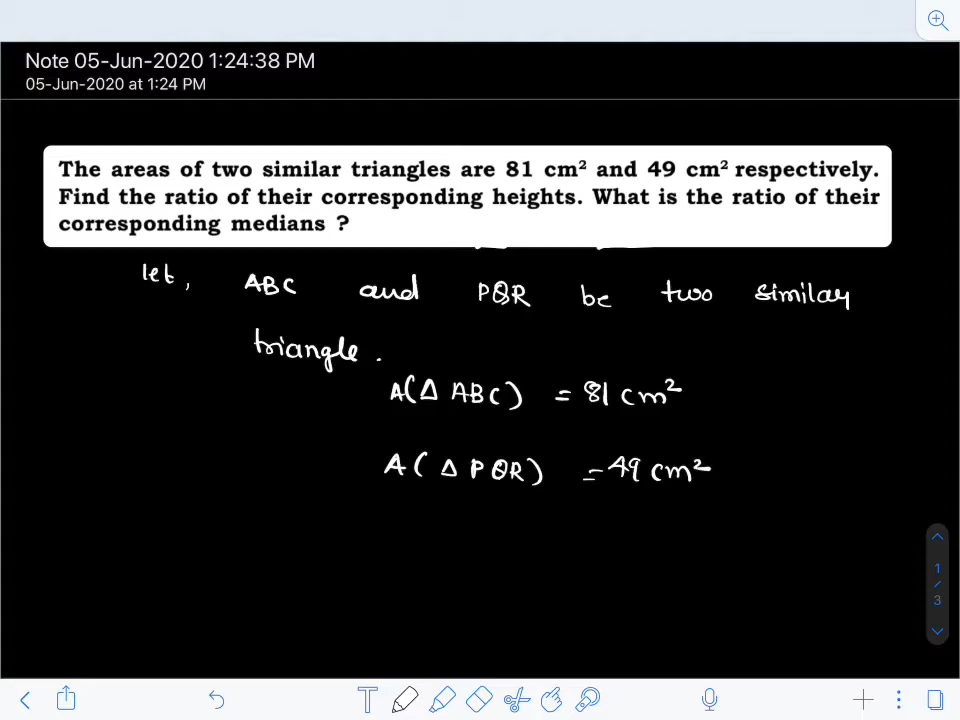 Note 05-Jun-2020 1:24:38 PM
05-Jun-2020 at 1:24 PM
The areas of two similar triangles are 81 cm² and 49 cm² respectively.
Find the ratio of their corresponding heights. What is the ratio of their
corresponding medians ?
let, ABC and PQR be two similar
triangle.
A(Δ ABC) = 81 cm²
A(Δ PQR) = 49 cm²
1
/
3
T